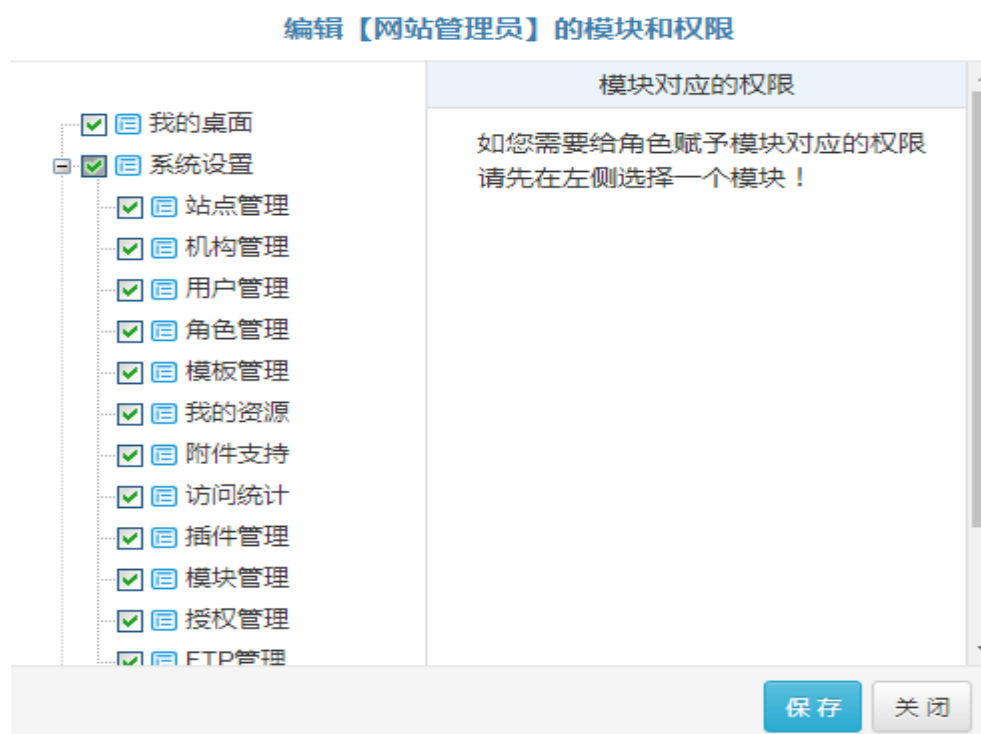 编辑【网站管理员】的模块和权限
模块对应的权限
我的桌面
系统设置
站点管理
机构管理
用户管理
角色管理
模板管理
我的资源
附件支持
访问统计
插件管理
模块管理
授权管理
FTP管理
如您需要给角色赋予模块对应的权限
请先在左侧选择一个模块！
保存
关闭